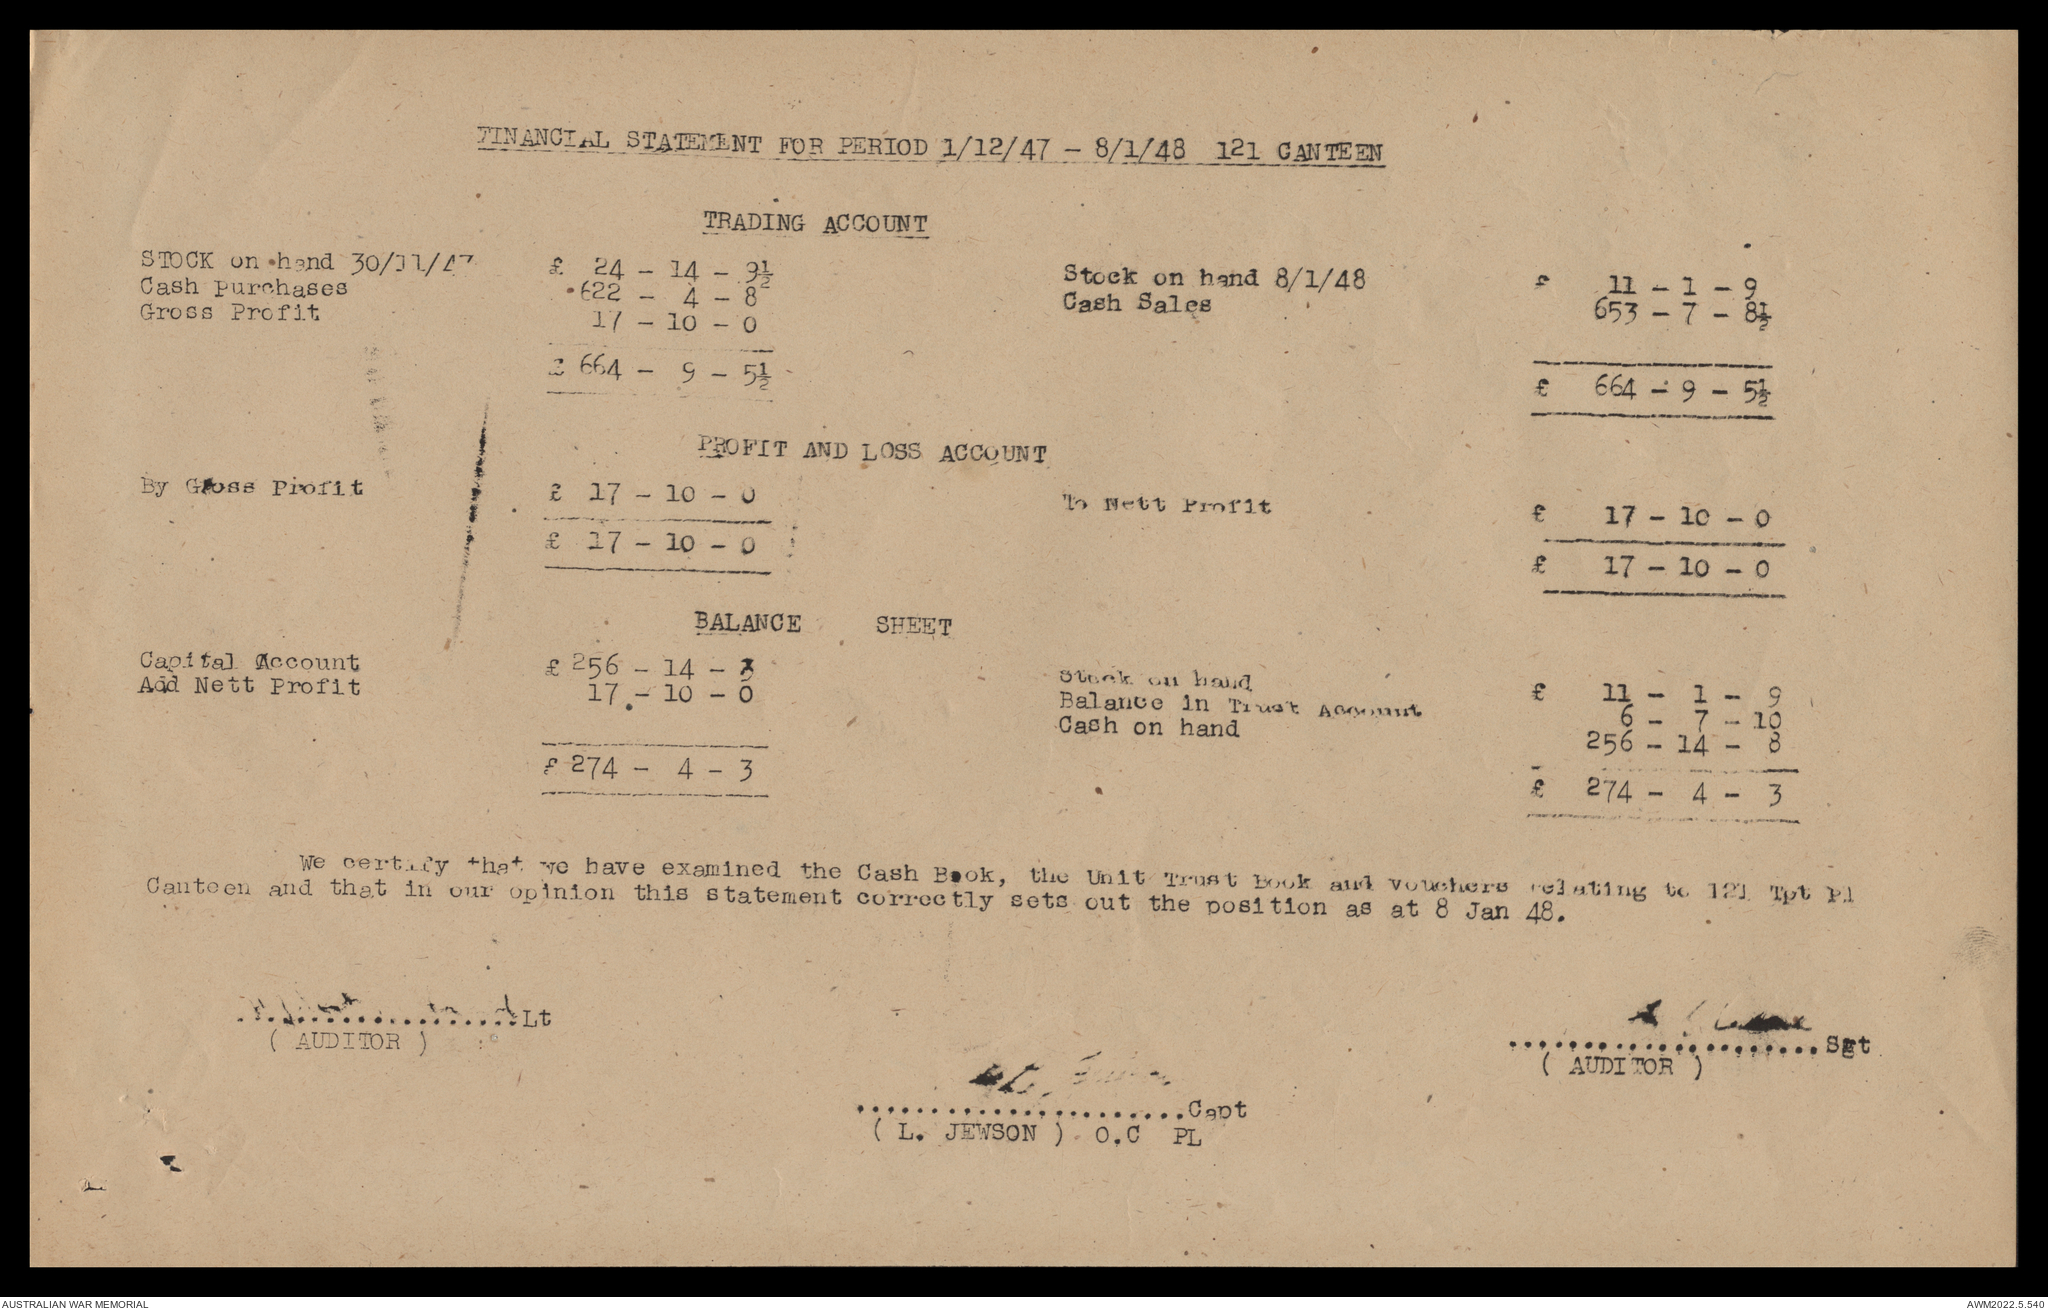 FINANCIAL STATEMENT FOR PERIOD 1/12/47 - 8/1/48 121 CANTEEN
TRADING ACCOUNT
STOCK on hand 30/11/47 £ 24 - 14 - 9½ Stock on hand 8/1/48 £ 11 - 1 - 9
Cash Purchases 622 - 4 - 8 Cash Sales 653 - 7 - 8½
Gross Profit 17 - 10 - 0
£ 664 - 9 - 5½ £ 664 - 9 - 5½
PROFIT AND LOSS ACCOUNT
By Gross Profit £ 17 - 10 - 0 To Nett Profit £ 17 - 10 - 0
£ 17 - 10 - 0 £ 17 - 10 - 0
BALANCE SHEET
Capital Account £ 256 - 14 - 3 Stock on hand £ 11 - 1 - 9
Add Nett Profit 17 - 10 - 0 Balance in Trust Account 6 - 7 - 10
Cash on hand 256 - 14 - 8
£ 274 - 4 - 3 £ 274 - 4 - 3
We certify that we have examined the Cash Book, the Unit Trust Book and vouchers relating to 121 Tpt Pl
Canteen and that in our opinion this statement correctly sets out the position as at 8 Jan 48.
...................Lt
( AUDITOR )
.....................Sgt
( AUDITOR )
......................Capt
( L. JEWSON ) O.C PL
AUSTRALIAN WAR MEMORIAL
AWM2022.5.540